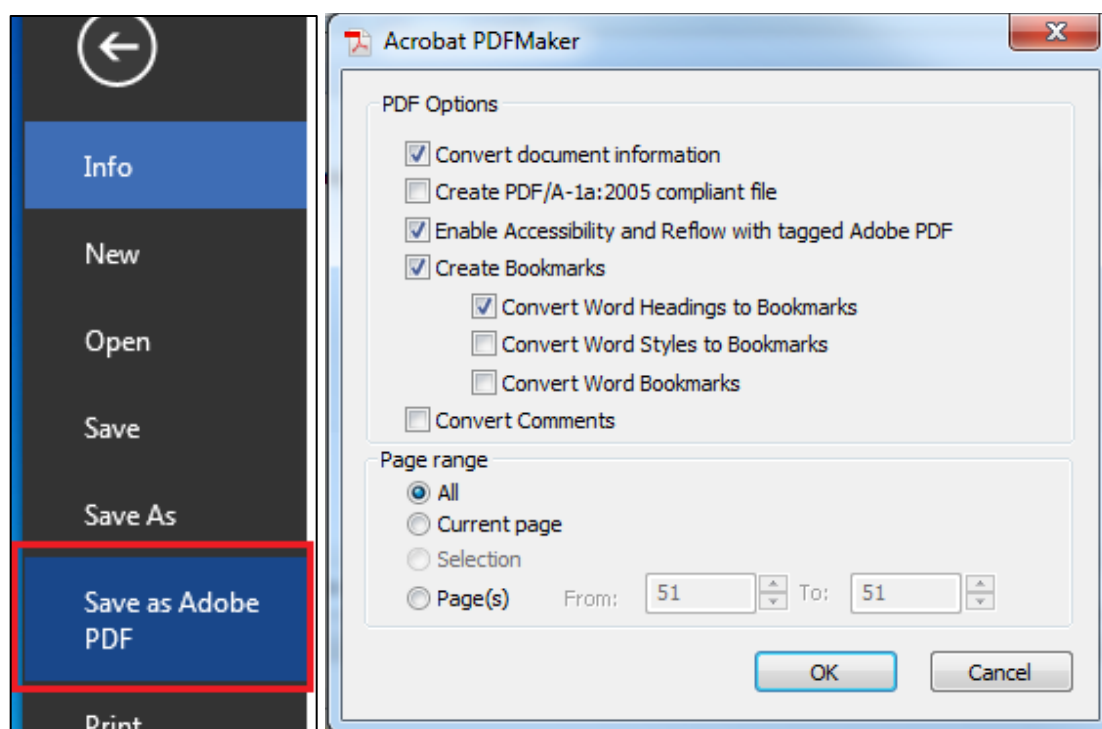 Info
New
Open
Save
Save As
Save as Adobe
PDF
Print
Acrobat PDFMaker
PDF Options
Convert document information
Create PDF/A-1a:2005 compliant file
Enable Accessibility and Reflow with tagged Adobe PDF
Create Bookmarks
Convert Word Headings to Bookmarks
Convert Word Styles to Bookmarks
Convert Word Bookmarks
Convert Comments
Page range
All
Current page
Selection
Page(s) From: 51 To: 51
OK Cancel